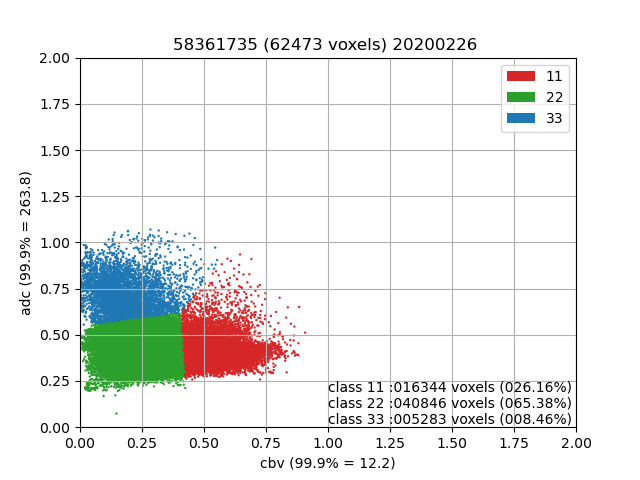 58361735 (62473 voxels) 20200226
2.00
1.75
1.50
1.25
1.00
0.75
0.50
0.25
0.00
adc (99.9% = 263.8)
11
22
33
class 11 :016344 voxels (026.16%)
class 22 :040846 voxels (065.38%)
class 33 :005283 voxels (008.46%)
0.00 0.25 0.50 0.75 1.00 1.25 1.50 1.75 2.00
cbv (99.9% = 12.2)